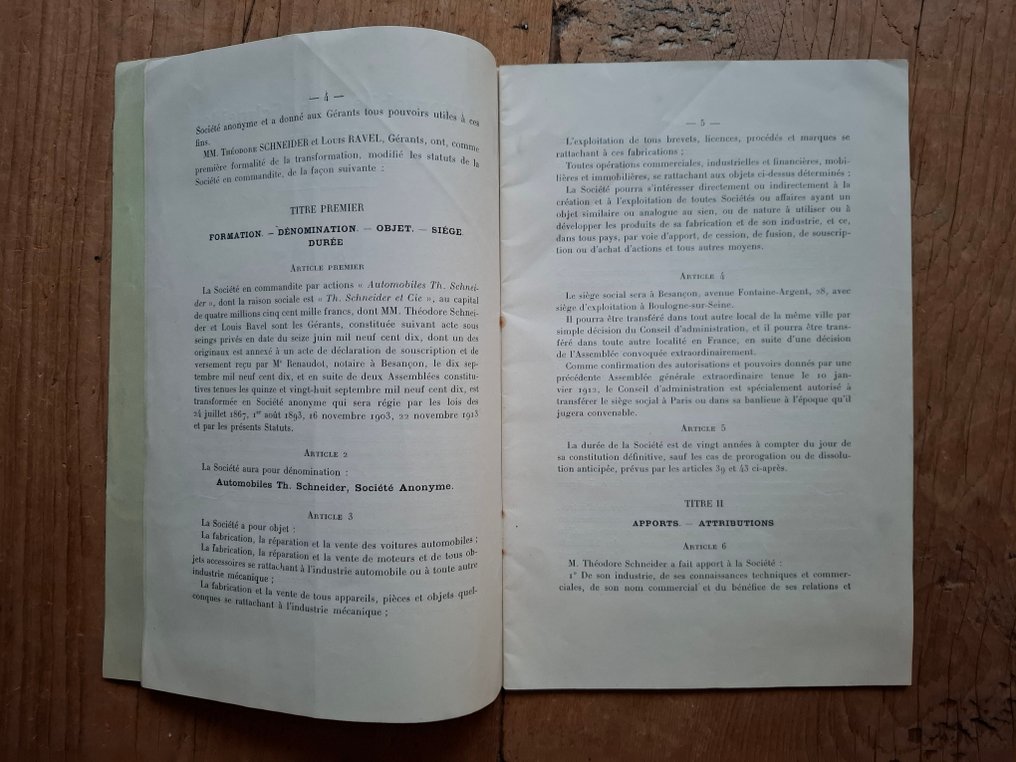 — 4 —
Société anonyme et a donné aux Gérants tous pouvoirs utiles à ces
fins.
MM. THÉODORE SCHNEIDER et LOUIS RAVEL, Gérants, ont, comme
première formalité de la transformation, modifié les statuts de la
Société en commandite, de la façon suivante :
TITRE PREMIER
FORMATION. — DÉNOMINATION. — OBJET. — SIÈGE.
DURÉE
ARTICLE PREMIER
La Société en commandite par actions « Automobiles Th. Schnei-
der », dont la raison sociale est « Th. Schneider et Cie », au capital
de quatre millions cinq cent mille francs, dont MM. Théodore Schnei-
der et Louis Ravel sont les Gérants, constituée suivant acte sous
seings privés en date du seize juin mil neuf cent dix, dont un des
originaux est annexé à un acte de déclaration de souscription et de
versement reçu par Me Renaudot, notaire à Besançon, le dix sep-
tembre mil neuf cent dix, et en suite de deux Assemblées constitu-
tives tenues les quinze et vingt-huit septembre mil neuf cent dix, est
transformée en Société anonyme qui sera régie par les lois des
24 juillet 1867, 1er août 1893, 16 novembre 1903, 22 novembre 1913
et par les présents Statuts.
ARTICLE 2
La Société aura pour dénomination :
Automobiles Th. Schneider, Société Anonyme.
ARTICLE 3
La Société a pour objet :
La fabrication, la réparation et la vente des voitures automobiles ;
La fabrication, la réparation et la vente de moteurs et de tous ob-
jets accessoires se rattachant à l'industrie automobile ou à toute autre
industrie mécanique ;
La fabrication et la vente de tous appareils, pièces et objets quel-
conques se rattachant à l'industrie mécanique ;
— 5 —
L'exploitation de tous brevets, licences, procédés et marques se
rattachant à ces fabrications ;
Toutes opérations commerciales, industrielles et financières, mobi-
lières et immobilières, se rattachant aux objets ci-dessus déterminés ;
La Société pourra s'intéresser directement ou indirectement à la
création et à l'exploitation de toutes Sociétés ou affaires ayant un
objet similaire ou analogue au sien, ou de nature à utiliser ou à
développer les produits de sa fabrication et de son industrie, et ce,
dans tous pays, par voie d'apport, de cession, de fusion, de souscrip-
tion ou d'achat d'actions et tous autres moyens.
ARTICLE 4
Le siège social sera à Besançon, avenue Fontaine-Argent, 28, avec
siège d'exploitation à Boulogne-sur-Seine.
Il pourra être transféré dans tout autre local de la même ville par
simple décision du Conseil d'administration, et il pourra être trans-
féré dans toute autre localité en France, en suite d'une décision
de l'Assemblée convoquée extraordinairement.
Comme confirmation des autorisations et pouvoirs donnés par une
précédente Assemblée générale extraordinaire tenue le 10 jan-
vier 1912, le Conseil d'administration est spécialement autorisé à
transférer le siège social à Paris ou dans sa banlieue à l'époque qu'il
jugera convenable.
ARTICLE 5
La durée de la Société est de vingt années à compter du jour de
sa constitution définitive, sauf les cas de prorogation ou de dissolu-
tion anticipée, prévus par les articles 39 et 43 ci-après.
TITRE II
APPORTS. — ATTRIBUTIONS
ARTICLE 6
M. Théodore Schneider a fait apport à la Société :
1° De son industrie, de ses connaissances techniques et commer-
ciales, de son nom commercial et du bénéfice de ses relations et